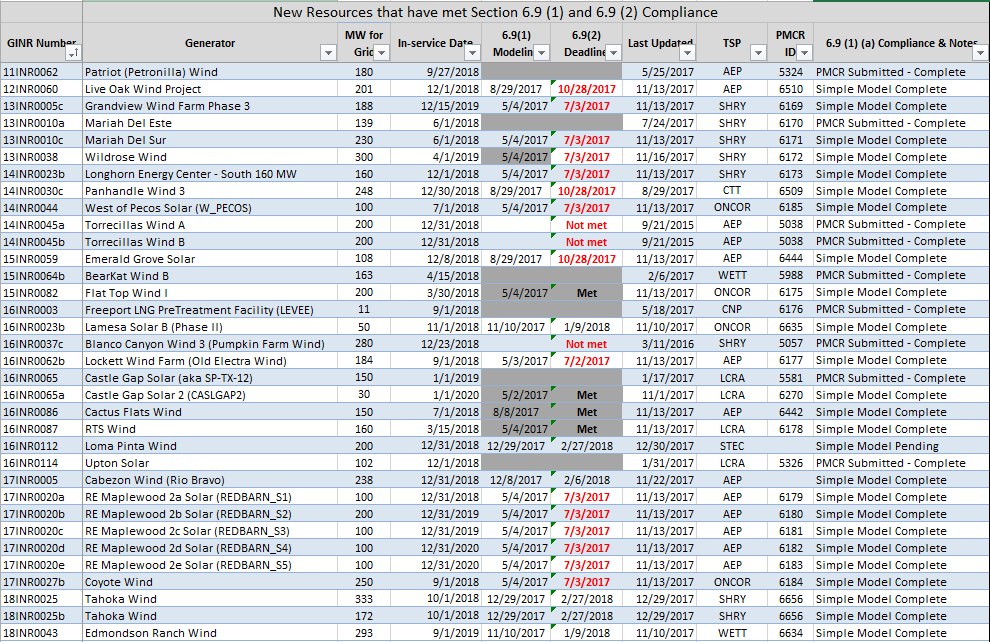 New Resources that have met Section 6.9 (1) and 6.9 (2) Compliance
GINR Number Generator MW for Grid In-service Date 6.9(1) Modelin 6.9(2) Deadline Last Updated TSP PMCR ID 6.9 (1) (a) Compliance & Notes
11INR0062 Patriot (Petronilla) Wind 180 9/27/2018 5/25/2017 AEP 5324 PMCR Submitted - Complete
12INR0060 Live Oak Wind Project 201 12/1/2018 8/29/2017 10/28/2017 11/13/2017 AEP 6510 Simple Model Complete
13INR0005c Grandview Wind Farm Phase 3 188 12/15/2019 5/4/2017 7/3/2017 11/13/2017 SHRY 6169 Simple Model Complete
13INR0010a Mariah Del Este 139 6/1/2018 7/24/2017 SHRY 6170 PMCR Submitted - Complete
13INR0010c Mariah Del Sur 230 6/1/2018 5/4/2017 7/3/2017 11/13/2017 SHRY 6171 Simple Model Complete
13INR0038 Wildrose Wind 300 4/1/2019 5/4/2017 7/3/2017 11/16/2017 SHRY 6172 Simple Model Complete
14INR0023b Longhorn Energy Center - South 160 MW 160 12/1/2018 5/4/2017 7/3/2017 11/13/2017 SHRY 6173 Simple Model Complete
14INR0030c Panhandle Wind 3 248 12/30/2018 8/29/2017 10/28/2017 8/29/2017 CTT 6509 Simple Model Complete
14INR0044 West of Pecos Solar (W_PECOS) 100 7/1/2018 5/4/2017 7/3/2017 11/13/2017 ONCOR 6185 Simple Model Complete
14INR0045a Torrecillas Wind A 200 12/31/2018 Not met 9/21/2015 AEP 5038 PMCR Submitted - Complete
14INR0045b Torrecillas Wind B 200 12/31/2018 Not met 9/21/2015 AEP 5038 PMCR Submitted - Complete
15INR0059 Emerald Grove Solar 108 12/8/2018 8/29/2017 10/28/2017 11/13/2017 AEP 6444 Simple Model Complete
15INR0064b BearKat Wind B 163 4/15/2018 2/6/2017 WETT 5988 PMCR Submitted - Complete
15INR0082 Flat Top Wind I 200 3/30/2018 5/4/2017 Met 11/13/2017 ONCOR 6175 Simple Model Complete
16INR0003 Freeport LNG PreTreatment Facility (LEVEE) 11 9/1/2018 5/18/2017 CNP 6176 PMCR Submitted - Complete
16INR0023b Lamesa Solar B (Phase II) 50 11/1/2018 11/10/2017 1/9/2018 11/10/2017 ONCOR 6635 Simple Model Complete
16INR0037c Blanco Canyon Wind 3 (Pumpkin Farm Wind) 280 12/23/2018 Not met 3/11/2016 SHRY 5057 PMCR Submitted - Complete
16INR0062b Lockett Wind Farm (Old Electra Wind) 184 9/1/2018 5/3/2017 7/2/2017 11/13/2017 AEP 6177 Simple Model Complete
16INR0065 Castle Gap Solar (aka SP-TX-12) 150 1/1/2019 1/17/2017 LCRA 5581 PMCR Submitted - Complete
16INR0065a Castle Gap Solar 2 (CASLGAP2) 30 1/1/2020 5/2/2017 Met 11/1/2017 LCRA 6270 Simple Model Complete
16INR0086 Cactus Flats Wind 150 7/1/2018 8/8/2017 Met 11/13/2017 AEP 6442 Simple Model Complete
16INR0087 RTS Wind 160 3/15/2018 5/4/2017 Met 11/13/2017 LCRA 6178 Simple Model Complete
16INR0112 Loma Pinta Wind 200 12/31/2018 12/29/2017 2/27/2018 12/30/2017 STEC Simple Model Pending
16INR0114 Upton Solar 102 12/1/2018 1/31/2017 LCRA 5326 PMCR Submitted - Complete
17INR0005 Cabezon Wind (Rio Bravo) 238 12/31/2018 12/8/2017 2/6/2018 11/22/2017 AEP Simple Model Complete
17INR0020a RE Maplewood 2a Solar (REDBARN_S1) 100 12/31/2018 5/4/2017 7/3/2017 11/13/2017 AEP 6179 Simple Model Complete
17INR0020b RE Maplewood 2b Solar (REDBARN_S2) 200 12/31/2019 5/4/2017 7/3/2017 11/13/2017 AEP 6180 Simple Model Complete
17INR0020c RE Maplewood 2c Solar (REDBARN_S3) 100 12/31/2019 5/4/2017 7/3/2017 11/13/2017 AEP 6181 Simple Model Complete
17INR0020d RE Maplewood 2d Solar (REDBARN_S4) 100 12/31/2020 5/4/2017 7/3/2017 11/13/2017 AEP 6182 Simple Model Complete
17INR0020e RE Maplewood 2e Solar (REDBARN_S5) 100 12/31/2020 5/4/2017 7/3/2017 11/13/2017 AEP 6183 Simple Model Complete
17INR0027b Coyote Wind 250 9/1/2018 5/4/2017 7/3/2017 11/13/2017 ONCOR 6184 Simple Model Complete
18INR0025 Tahoka Wind 333 10/1/2018 12/29/2017 2/27/2018 12/29/2017 SHRY 6656 Simple Model Complete
18INR0025b Tahoka Wind 172 10/1/2018 12/29/2017 2/27/2018 12/29/2017 SHRY 6656 Simple Model Complete
18INR0043 Edmondson Ranch Wind 293 9/1/2019 11/10/2017 1/9/2018 11/10/2017 WETT 6634 Simple Model Complete